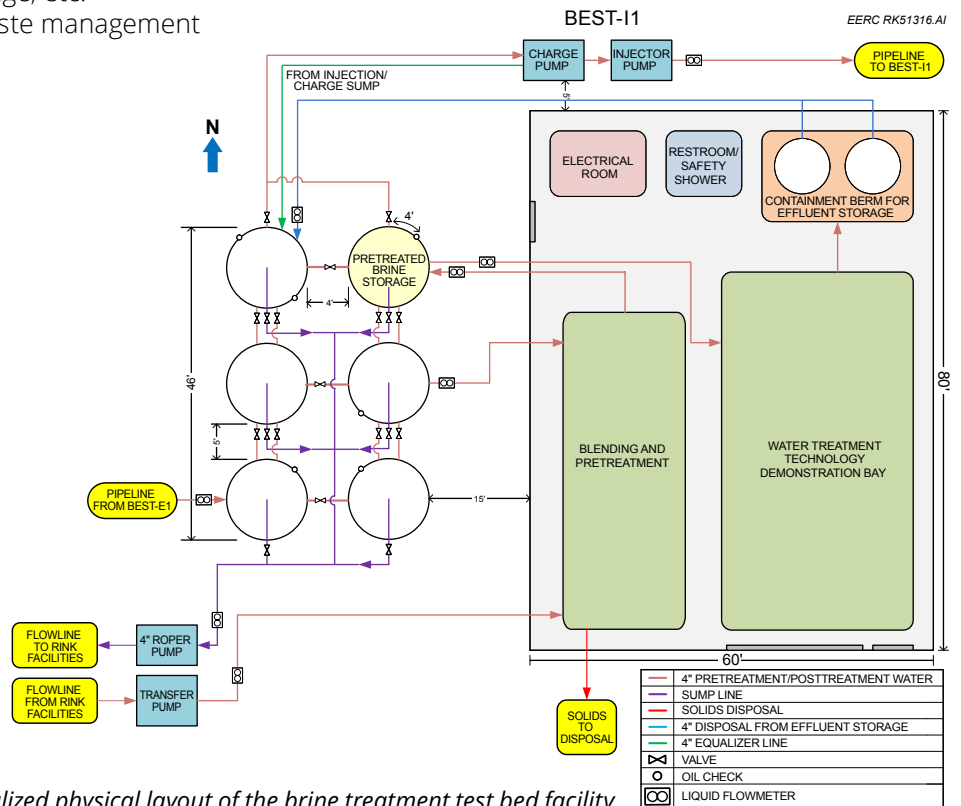 BEST-I1
EERC RK51316.AI
aste management
CHARGE
PUMP
INJECTOR
PUMP
PIPELINE
TO BEST-I1
FROM INJECTION/
CHARGE SUMP
5'
N
ELECTRICAL
ROOM
RESTROOM/
SAFETY
SHOWER
CONTAINMENT BERM FOR
EFFLUENT STORAGE
4'
PRETREATED
BRINE
STORAGE
4'
46'
80'
5'
BLENDING AND
PRETREATMENT
WATER TREATMENT
TECHNOLOGY
DEMONSTRATION BAY
PIPELINE
FROM BEST-E1
15'
FLOWLINE
TO RINK
FACILITIES
4" ROPER
PUMP
FLOWLINE
FROM RINK
FACILITIES
TRANSFER
PUMP
60'
SOLIDS
TO
DISPOSAL
4" PRETREATMENT/POSTTREATMENT WATER
SUMP LINE
SOLIDS DISPOSAL
4" DISPOSAL FROM EFFLUENT STORAGE
4" EQUALIZER LINE
VALVE
OIL CHECK
LIQUID FLOWMETER
alized physical layout of the brine treatment test bed facility